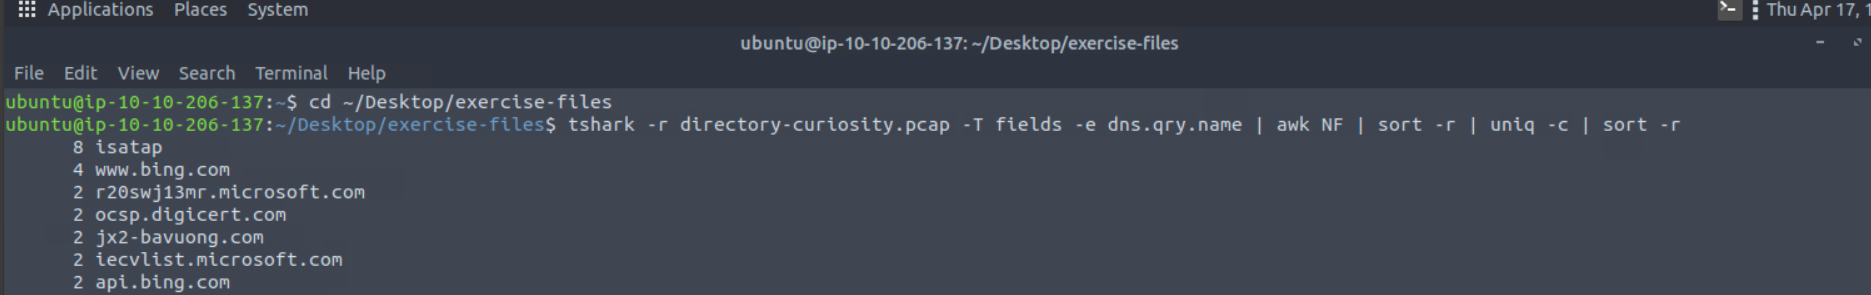 Applications Places System Thu Apr 17, 1
ubuntu@ip-10-10-206-137: ~/Desktop/exercise-files
File Edit View Search Terminal Help
ubuntu@ip-10-10-206-137:~$ cd ~/Desktop/exercise-files
ubuntu@ip-10-10-206-137:~/Desktop/exercise-files$ tshark -r directory-curiosity.pcap -T fields -e dns.qry.name | awk NF | sort -r | uniq -c | sort -r
8 isatap
4 www.bing.com
2 r20swj13mr.microsoft.com
2 ocsp.digicert.com
2 jx2-bavuong.com
2 iecvlist.microsoft.com
2 api.bing.com